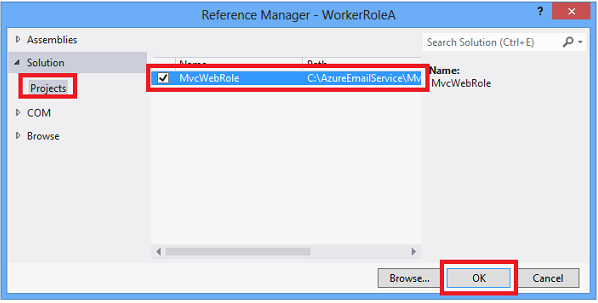 Reference Manager - WorkerRoleA
? ×
Assemblies
Solution
Projects
COM
Browse
Search Solution (Ctrl+E)
Name Path
MvcWebRole C:\AzureEmailService\Mv
Name:
MvcWebRole
Browse... OK Cancel